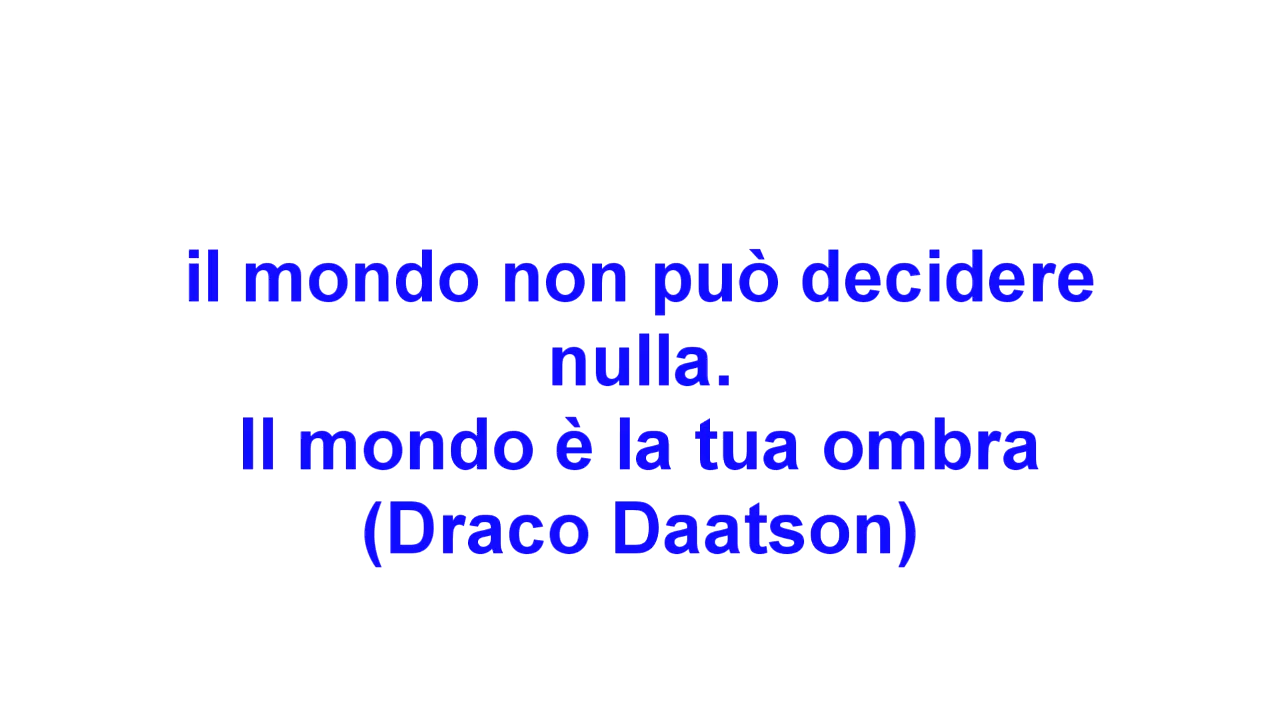 il mondo non può decidere
nulla.
Il mondo è la tua ombra
(Draco Daatson)